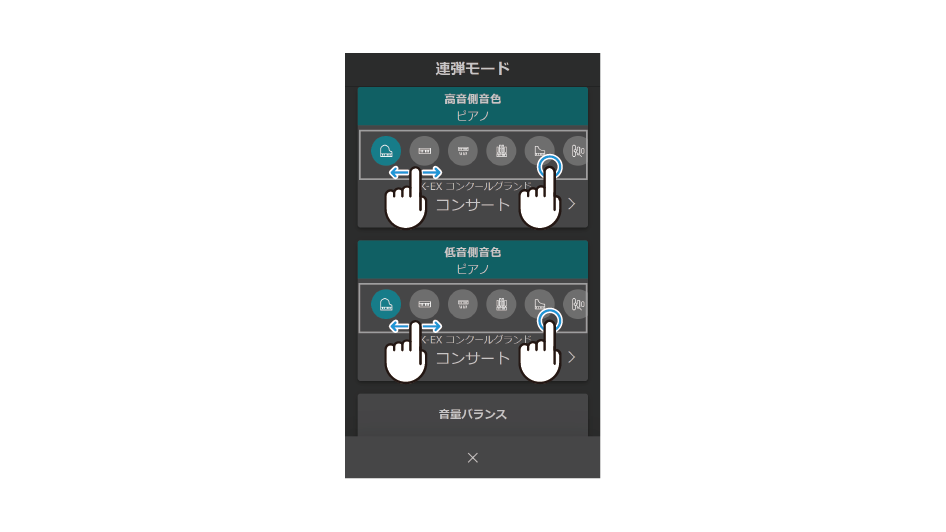 連弾モード
高音側音色
ピアノ
K-EX コンクールグランド
コンサート
低音側音色
ピアノ
K-EX コンクールグランド
コンサート
音量バランス